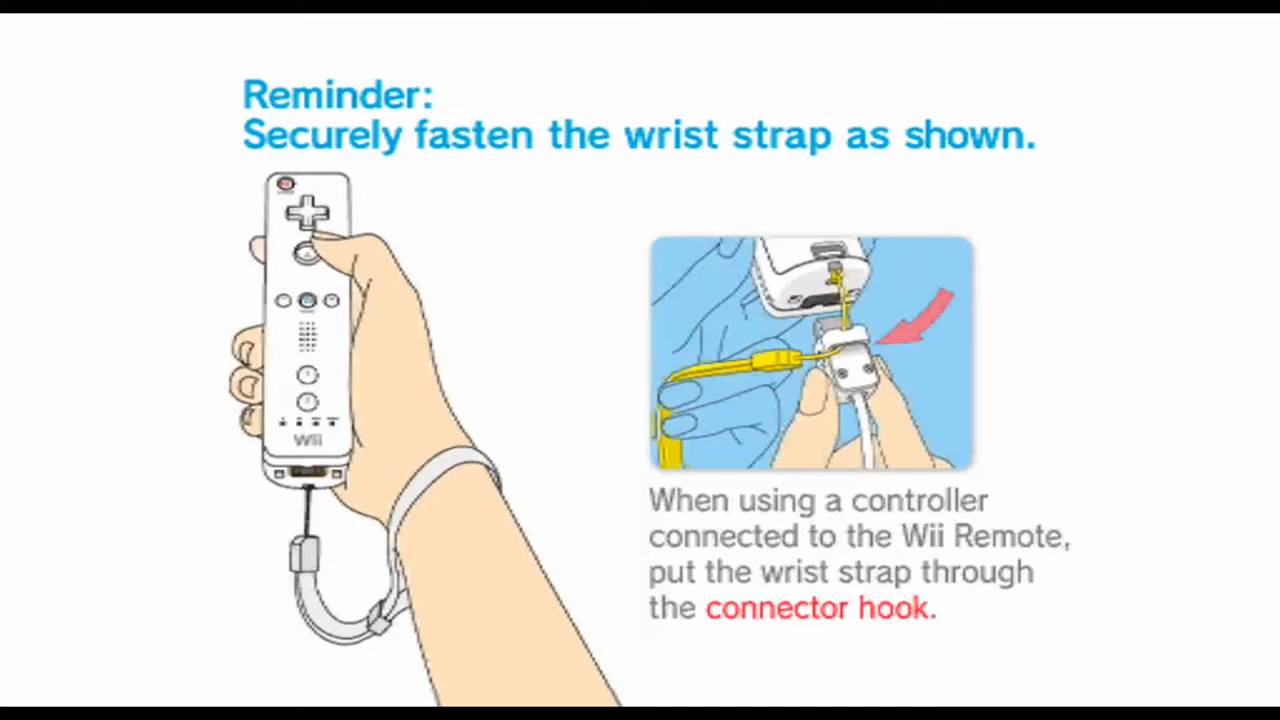 Reminder:
Securely fasten the wrist strap as shown.
Wii
When using a controller
connected to the Wii Remote,
put the wrist strap through
the connector hook.